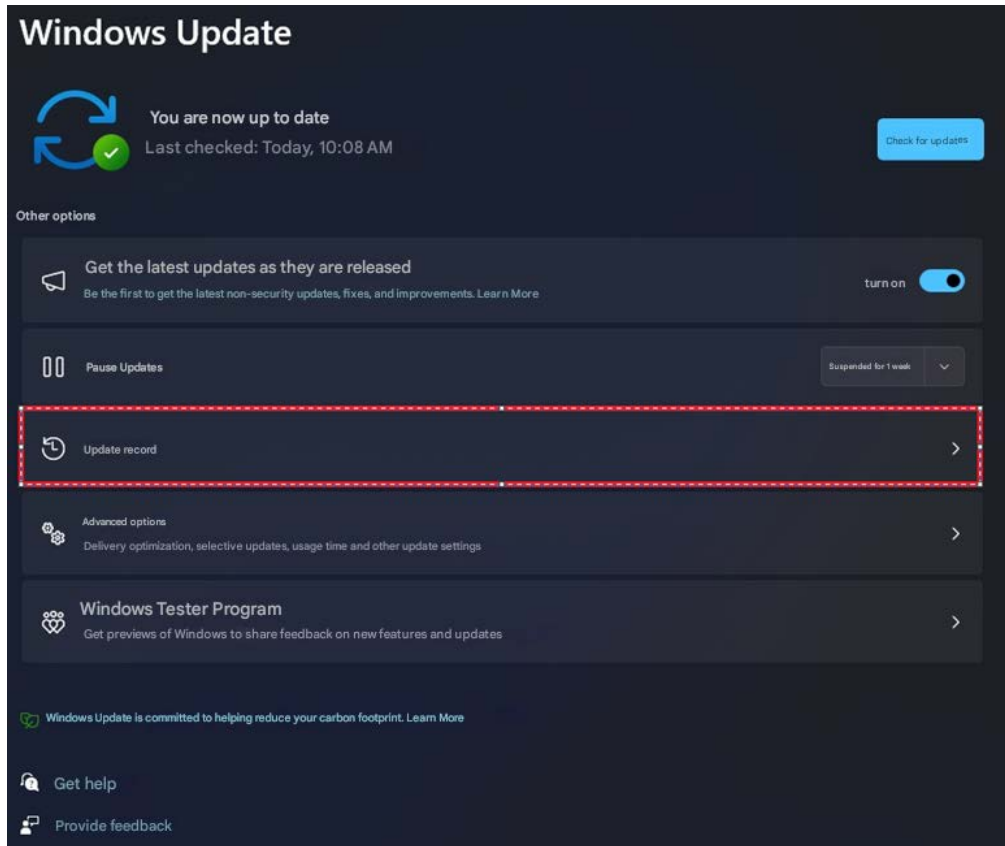 Windows Update
You are now up to date
Last checked: Today, 10:08 AM
Check for updates
Other options
Get the latest updates as they are released
Be the first to get the latest non-security updates, fixes, and improvements. Learn More
turn on
Pause Updates
Suspended for 1 week
Update record
Advanced options
Delivery optimization, selective updates, usage time and other update settings
Windows Tester Program
Get previews of Windows to share feedback on new features and updates
Windows Update is committed to helping reduce your carbon footprint. Learn More
Get help
Provide feedback